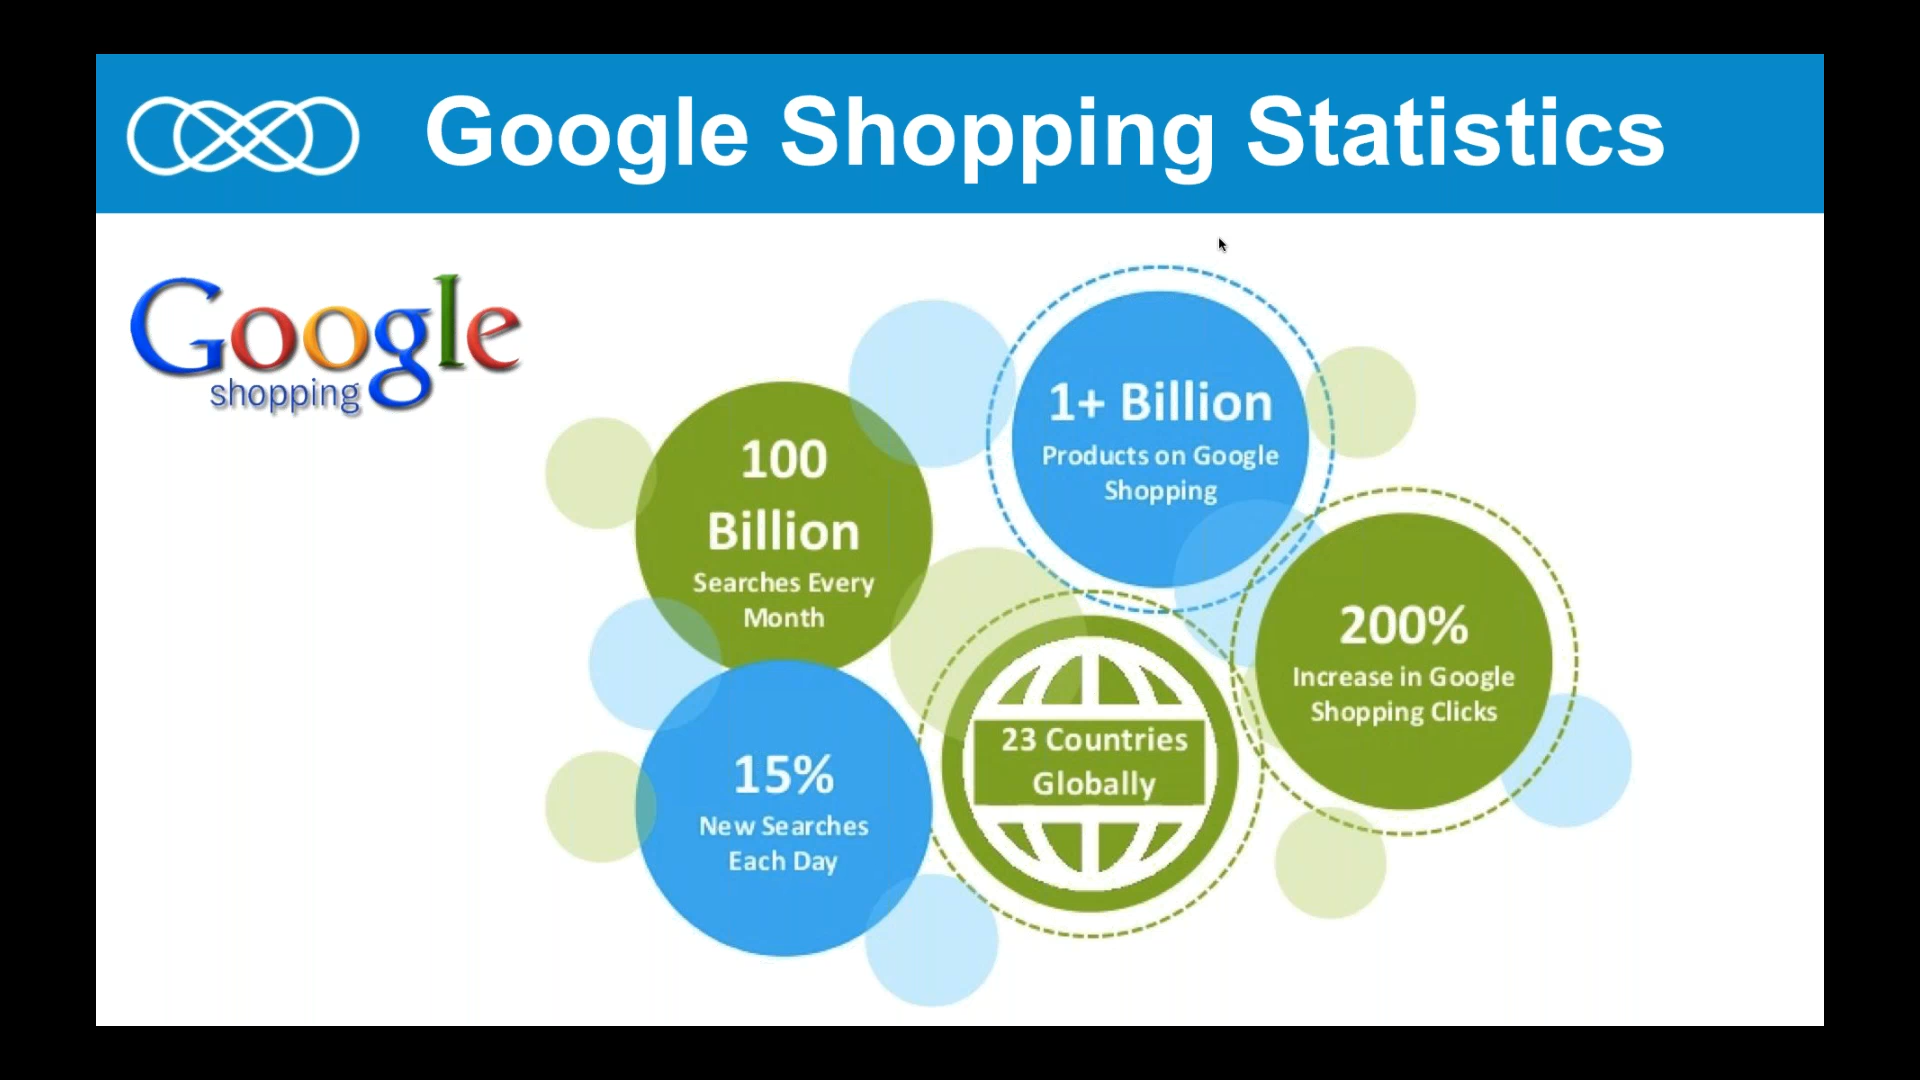 Google Shopping Statistics
Google
shopping
100
Billion
Searches Every
Month
1+ Billion
Products on Google
Shopping
200%
Increase in Google
Shopping Clicks
23 Countries
Globally
15%
New Searches
Each Day